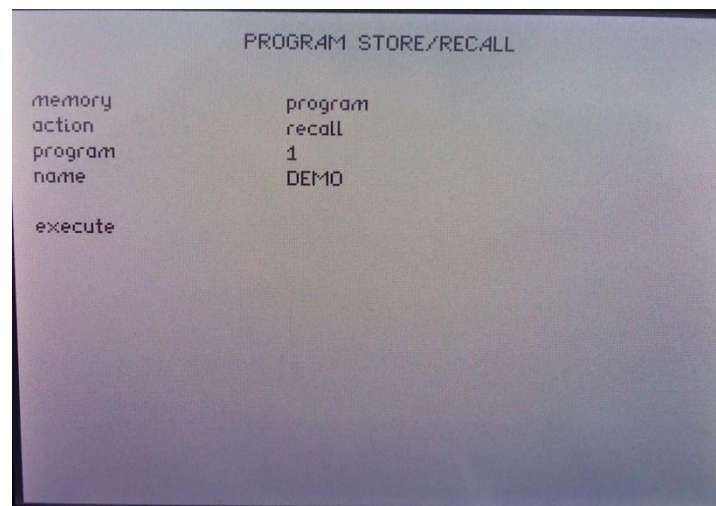 PROGRAM STORE/RECALL
memory program
action recall
program 1
name DEMO
execute